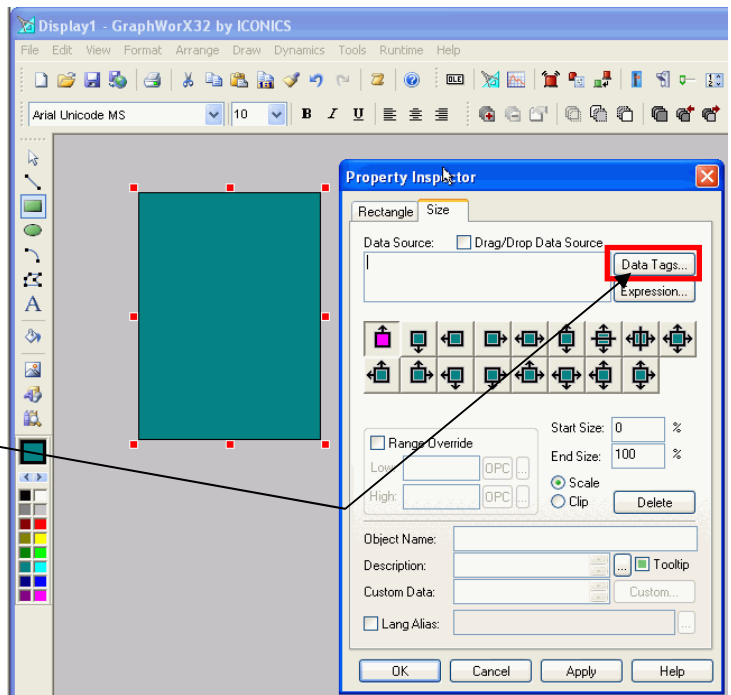 Display1 - GraphWorX32 by ICONICS
File Edit View Format Arrange Draw Dynamics Tools Runtime Help
OLE
Arial Unicode MS 10 B I U
A
Property Inspector
Rectangle Size
Data Source: Drag/Drop Data Source
Data Tags...
Expression...
Range Override
Low: OPC ...
High: OPC ...
Start Size: 0 %
End Size: 100 %
Scale
Clip
Delete
Object Name:
Description: ... Tooltip
Custom Data: Custom...
Lang Alias: ...
OK Cancel Apply Help